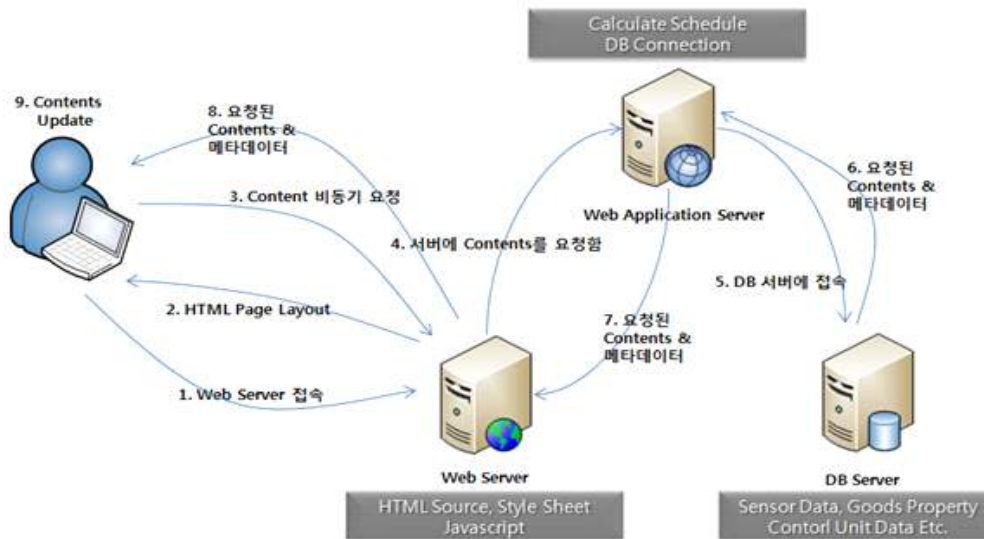 Calculate Schedule
DB Connection
9. Contents
Update
8. 요청된
Contents &
메타데이터
3. Content 비동기 요청
6. 요청된
Contents &
메타데이터
Web Application Server
4. 서버에 Contents를 요청함
5. DB 서버에 접속
2. HTML Page Layout
7. 요청된
Contents &
메타데이터
1. Web Server 접속
Web Server
DB Server
HTML Source, Style Sheet
Javascript
Sensor Data, Goods Property
Contorl Unit Data Etc.